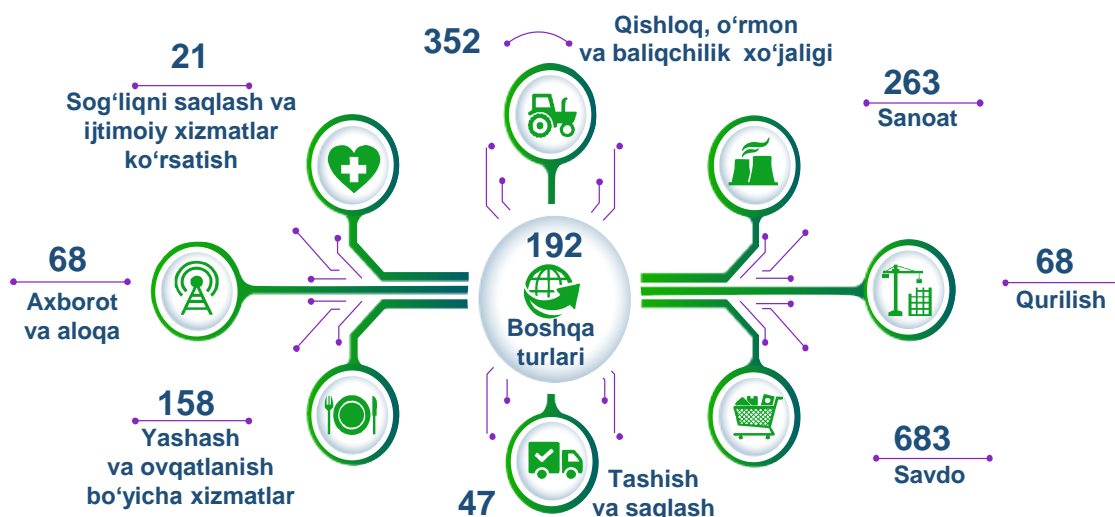 352
Qishloq, o‘rmon
va baliqchilik xo‘jaligi
21
Sog‘liqni saqlash va
ijtimoiy xizmatlar
ko‘rsatish
263
Sanoat
68
Axborot
va aloqa
192
Boshqa
turlari
68
Qurilish
158
Yashash
va ovqatlanish
bo‘yicha xizmatlar
47
Tashish
va saqlash
683
Savdo